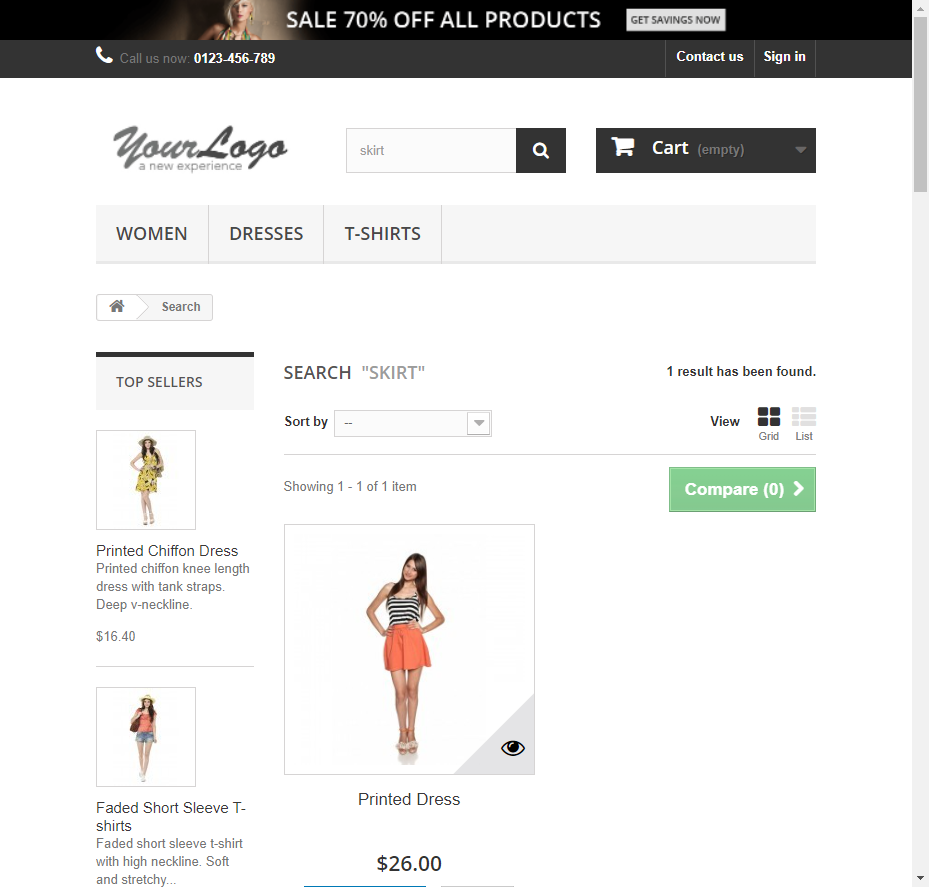 SALE 70% OFF ALL PRODUCTS GET SAVINGS NOW
Call us now: 0123-456-789 Contact us Sign in
YourLogo
a new experience
skirt
Cart (empty)
WOMEN DRESSES T-SHIRTS
Search
TOP SELLERS
Printed Chiffon Dress
Printed chiffon knee length
dress with tank straps.
Deep v-neckline.
$16.40
Faded Short Sleeve T-
shirts
Faded short sleeve t-shirt
with high neckline. Soft
and stretchy...
SEARCH "SKIRT" 1 result has been found.
Sort by -- View Grid List
Showing 1 - 1 of 1 item Compare (0)
Printed Dress
$26.00